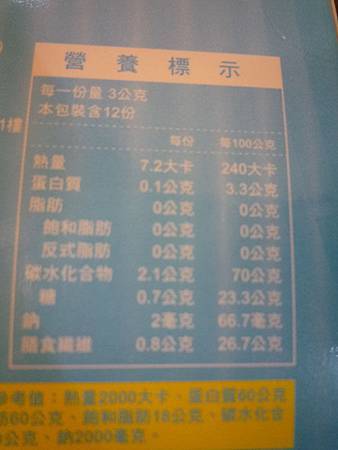 1樓
營養標示
每一份量 3公克
本包裝含12份
每份 每100公克
熱量 7.2大卡 240大卡
蛋白質 0.1公克 3.3公克
脂肪 0公克 0公克
飽和脂肪 0公克 0公克
反式脂肪 0公克 0公克
碳水化合物 2.1公克 70公克
糖 0.7公克 23.3公克
鈉 2毫克 66.7毫克
膳食纖維 0.8公克 26.7公克
參考值：熱量2000大卡、蛋白質60公克
肪60公克、飽和脂肪18公克、碳水化合
公克、鈉2000毫克。